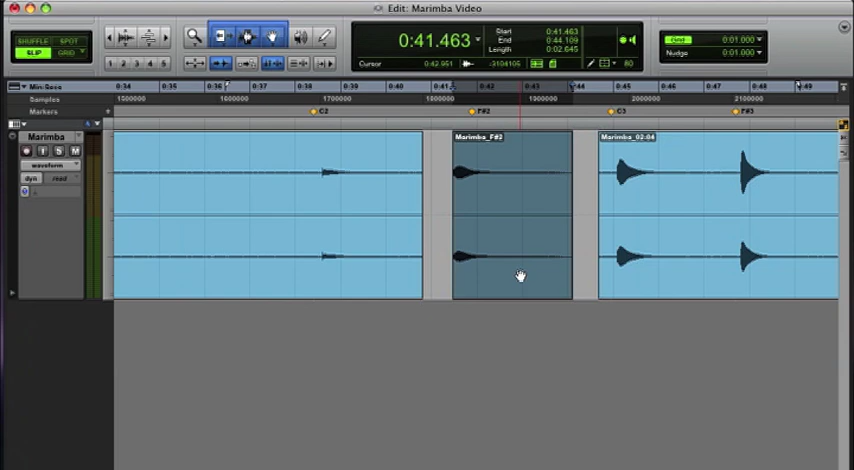 Edit: Marimba Video
SHUFFLE SPOT
SLIP GRID
1 2 3 4 5
0:41.463
Start 0:41.463
End 0:44.109
Length 0:02.645
Cursor 0:42.951 -3104105 80
Grid 0:01.000
Nudge 0:01.000
Min:Secs 0:34 0:35 0:36 0:37 0:38 0:39 0:40 0:41 0:42 0:43 0:44 0:45 0:46 0:47 0:48 0:49
Samples 1500000 1600000 1700000 1800000 1900000 2000000 2100000
Markers C2 F#2 C3 F#3
Marimba Marimba_F#2 Marimba_02-04
I S M
waveform
dyn read